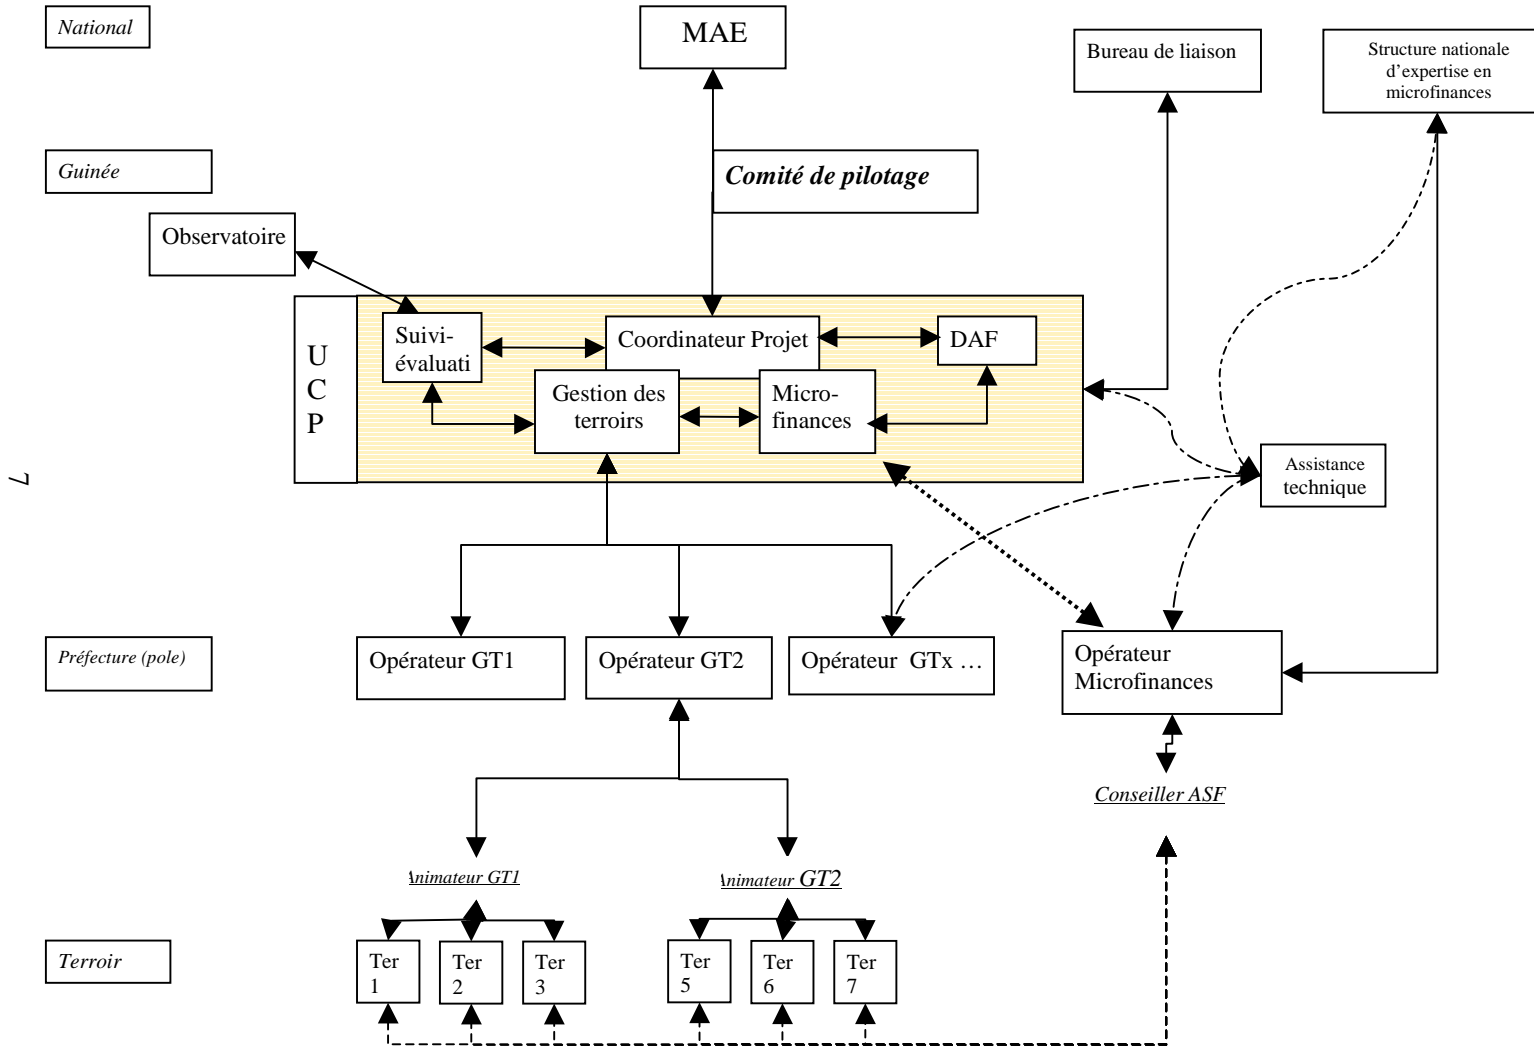 National
MAE
Bureau de liaison
Structure nationale
d’expertise en
microfinances
Guinée
Comité de pilotage
Observatoire
U
C
P
Suivi-
évaluati
Coordinateur Projet
DAF
Gestion des
terroirs
Micro-
finances
Assistance
technique
7
Préfecture (pole)
Opérateur GT1
Opérateur GT2
Opérateur GTx …
Opérateur
Microfinances
Conseiller ASF
Animateur GT1
Animateur GT2
Terroir
Ter
1
Ter
2
Ter
3
Ter
5
Ter
6
Ter
7